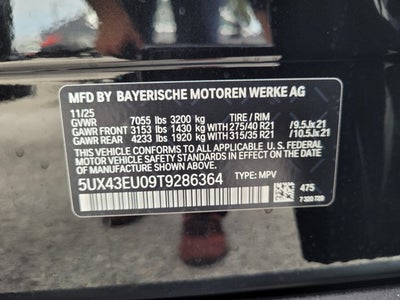 MFD BY BAYERISCHE MOTOREN WERKE AG
11/25
GVWR 7055 lbs 3200 kg TIRE / RIM
GAWR FRONT 3153 lbs 1430 kg WITH 275/40 R21 /9.5Jx21
GAWR REAR 4233 lbs 1920 kg WITH 315/35 R21 /10.5Jx21
THIS VEHICLE CONFORMS TO ALL APPLICABLE U.S. FEDERAL
MOTOR VEHICLE SAFETY STANDARDS IN EFFECT
ON THE DATE OF MANUFACTURE SHOWN ABOVE.
5UX43EU09T9286364 TYPE: MPV
475
7 320 720